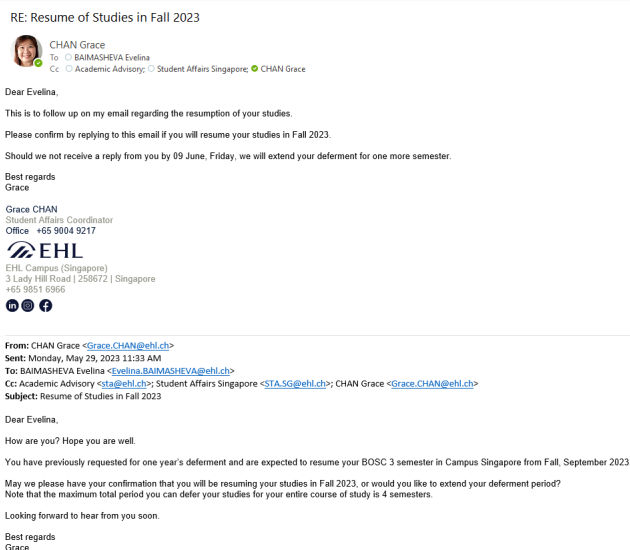 RE: Resume of Studies in Fall 2023
CHAN Grace
To BAIMASHEVA Evelina
Cc Academic Advisory; Student Affairs Singapore; CHAN Grace
Dear Evelina,
This is to follow up on my email regarding the resumption of your studies.
Please confirm by replying to this email if you will resume your studies in Fall 2023.
Should we not receive a reply from you by 09 June, Friday, we will extend your deferment for one more semester.
Best regards
Grace
Grace CHAN
Student Affairs Coordinator
Office +65 9004 9217
EHL
EHL Campus (Singapore)
3 Lady Hill Road | 258672 | Singapore
+65 9851 6966
in f
From: CHAN Grace <Grace.CHAN@ehl.ch>
Sent: Monday, May 29, 2023 11:33 AM
To: BAIMASHEVA Evelina <Evelina.BAIMASHEVA@ehl.ch>
Cc: Academic Advisory <sta@ehl.ch>; Student Affairs Singapore <STA.SG@ehl.ch>; CHAN Grace <Grace.CHAN@ehl.ch>
Subject: Resume of Studies in Fall 2023
Dear Evelina,
How are you? Hope you are well.
You have previously requested for one year's deferment and are expected to resume your BOSC 3 semester in Campus Singapore from Fall, September 2023
May we please have your confirmation that you will be resuming your studies in Fall 2023, or would you like to extend your deferment period?
Note that the maximum total period you can defer your studies for your entire course of study is 4 semesters.
Looking forward to hear from you soon.
Best regards
Grace